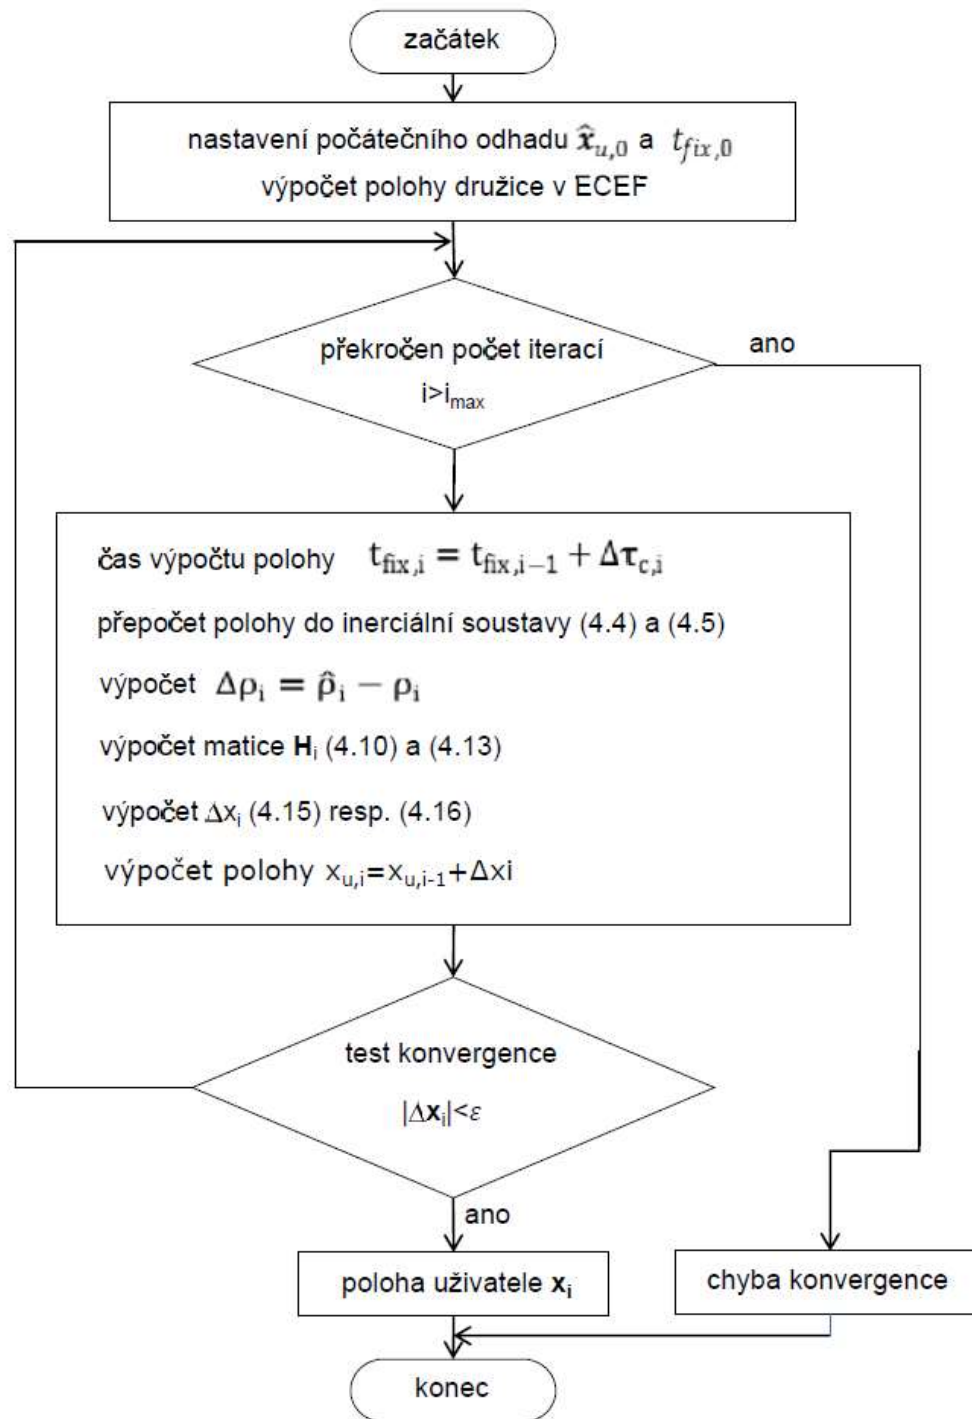 začátek
nastavení počátečního odhadu x̂u,0 a tfix,0
výpočet polohy družice v ECEF
překročen počet iterací
i>imax
ano
čas výpočtu polohy tfix,i = tfix,i−1 + Δτc,i
přepočet polohy do inerciální soustavy (4.4) a (4.5)
výpočet Δρi = ρ̂i − ρi
výpočet matice Hi (4.10) a (4.13)
výpočet Δxi (4.15) resp. (4.16)
výpočet polohy xu,i=xu,i-1+Δxi
test konvergence
|Δxi|<ε
ano
poloha uživatele xi
chyba konvergence
konec